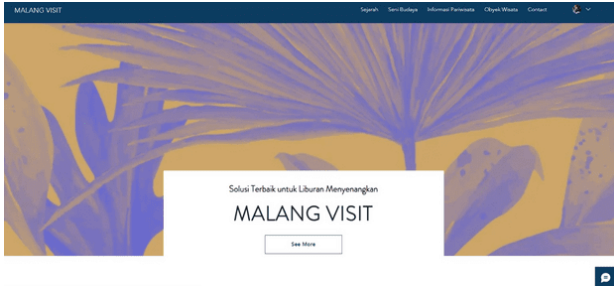 MALANG VISIT
Sejarah Seni Budaya Informasi Pariwisata Obyek Wisata Contact
Solusi Terbaik untuk Liburan Menyenangkan
MALANG VISIT
See More